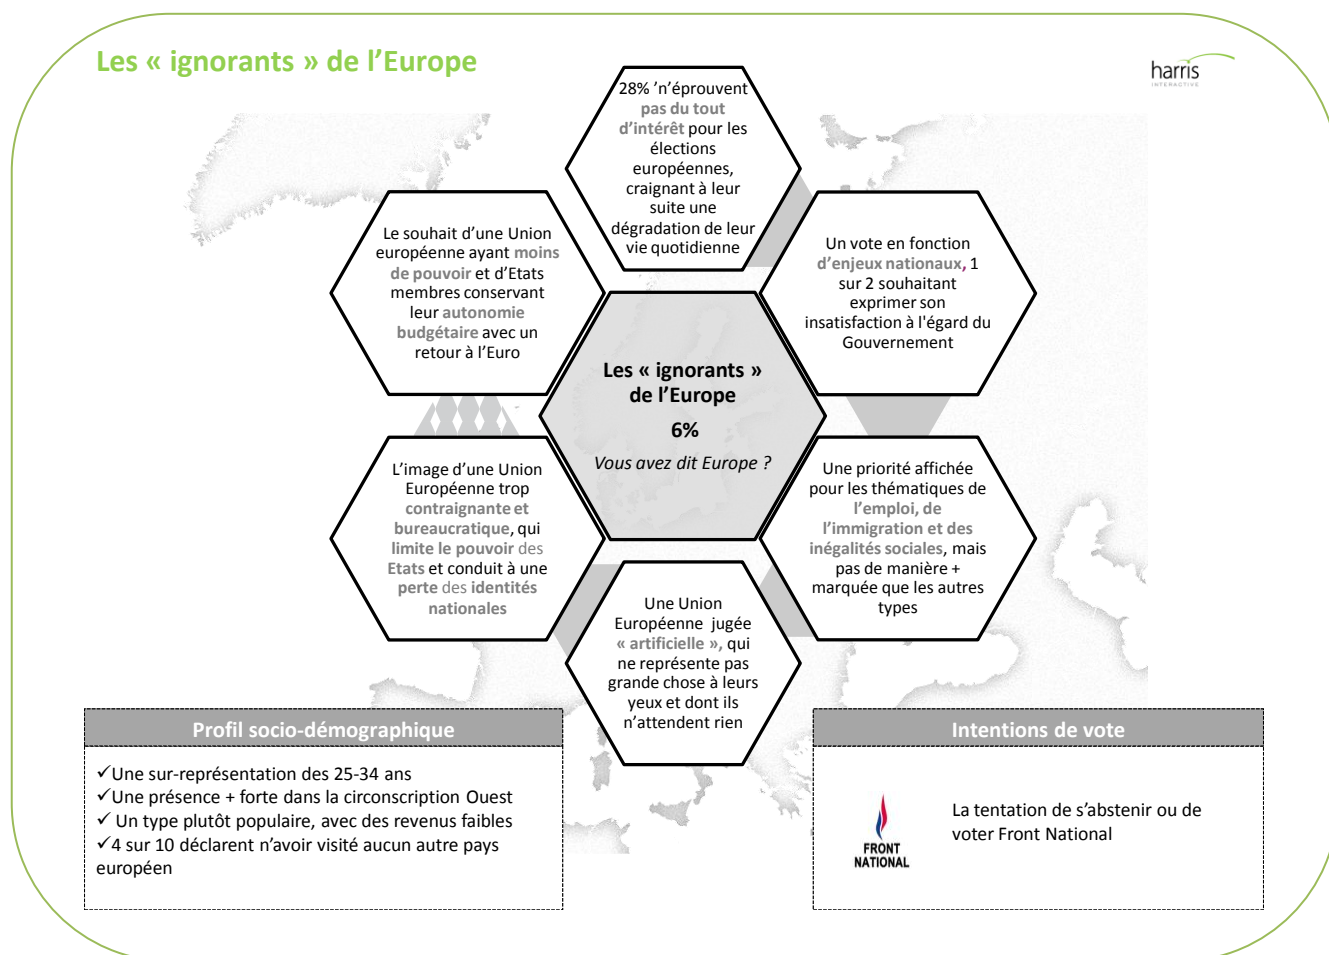 Les « ignorants » de l’Europe
harris
INTERACTIVE
28% ’n’éprouvent
pas du tout
d’intérêt pour les
élections
européennes,
craignant à leur
suite une
dégradation de leur
vie quotidienne
Le souhait d’une Union
européenne ayant moins
de pouvoir et d’Etats
membres conservant
leur autonomie
budgétaire avec un
retour à l’Euro
Un vote en fonction
d’enjeux nationaux, 1
sur 2 souhaitant
exprimer son
insatisfaction à l'égard du
Gouvernement
Les « ignorants »
de l’Europe
6%
Vous avez dit Europe ?
L’image d’une Union
Européenne trop
contraignante et
bureaucratique, qui
limite le pouvoir des
Etats et conduit à une
perte des identités
nationales
Une priorité affichée
pour les thématiques de
l’emploi, de
l’immigration et des
inégalités sociales, mais
pas de manière +
marquée que les autres
types
Une Union
Européenne jugée
« artificielle », qui
ne représente pas
grande chose à leurs
yeux et dont ils
n’attendent rien
Profil socio-démographique
✓Une sur-représentation des 25-34 ans
✓Une présence + forte dans la circonscription Ouest
✓ Un type plutôt populaire, avec des revenus faibles
✓4 sur 10 déclarent n’avoir visité aucun autre pays
européen
Intentions de vote
FRONT
NATIONAL
La tentation de s’abstenir ou de
voter Front National